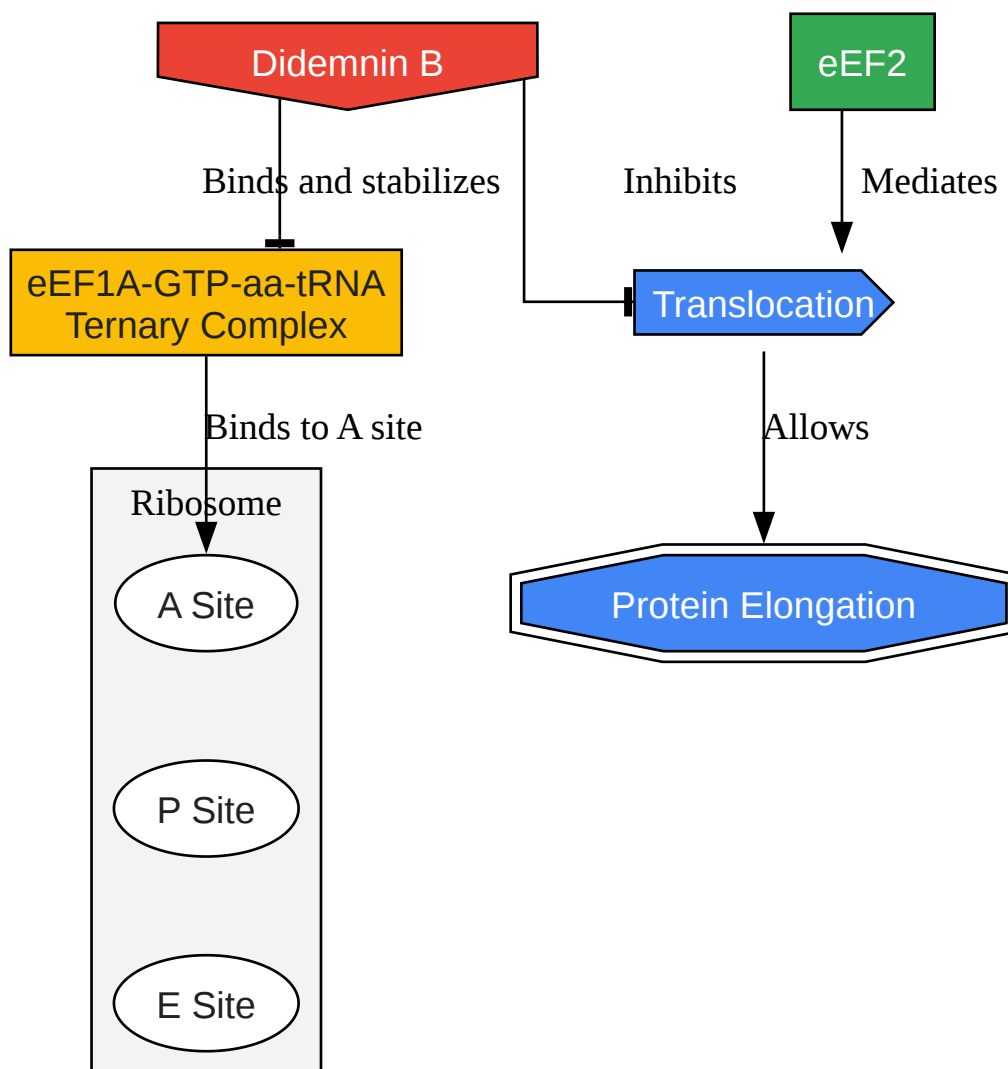 Didemnin B
eEF2
Binds and stabilizes
Inhibits
Mediates
eEF1A-GTP-aa-tRNA
Ternary Complex
Translocation
Binds to A site
Allows
Ribosome
A Site
Protein Elongation
P Site
E Site